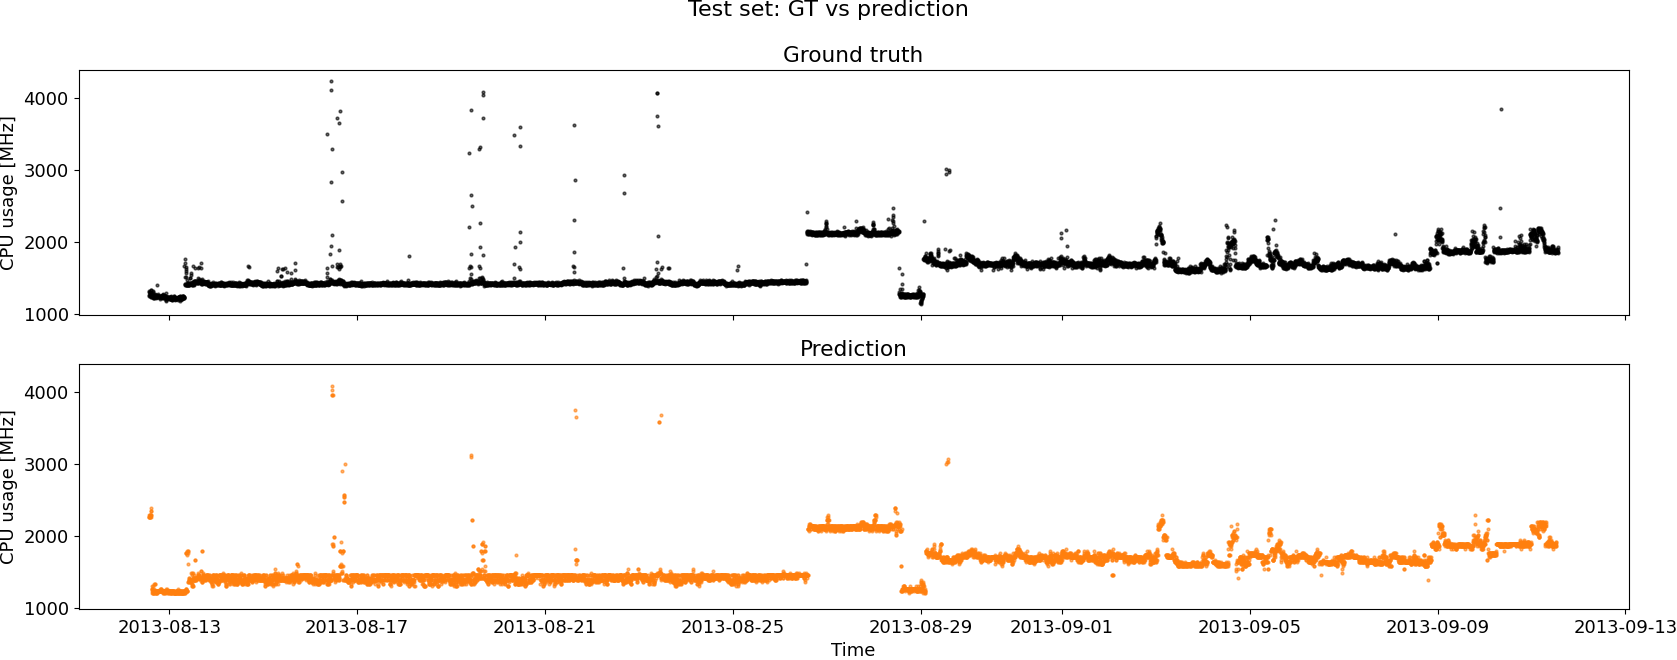 Test set: GT vs prediction
Ground truth
CPU usage [MHz]
4000
3000
2000
1000
Prediction
CPU usage [MHz]
4000
3000
2000
1000
2013-08-13 2013-08-17 2013-08-21 2013-08-25 2013-08-29 2013-09-01 2013-09-05 2013-09-09 2013-09-13
Time